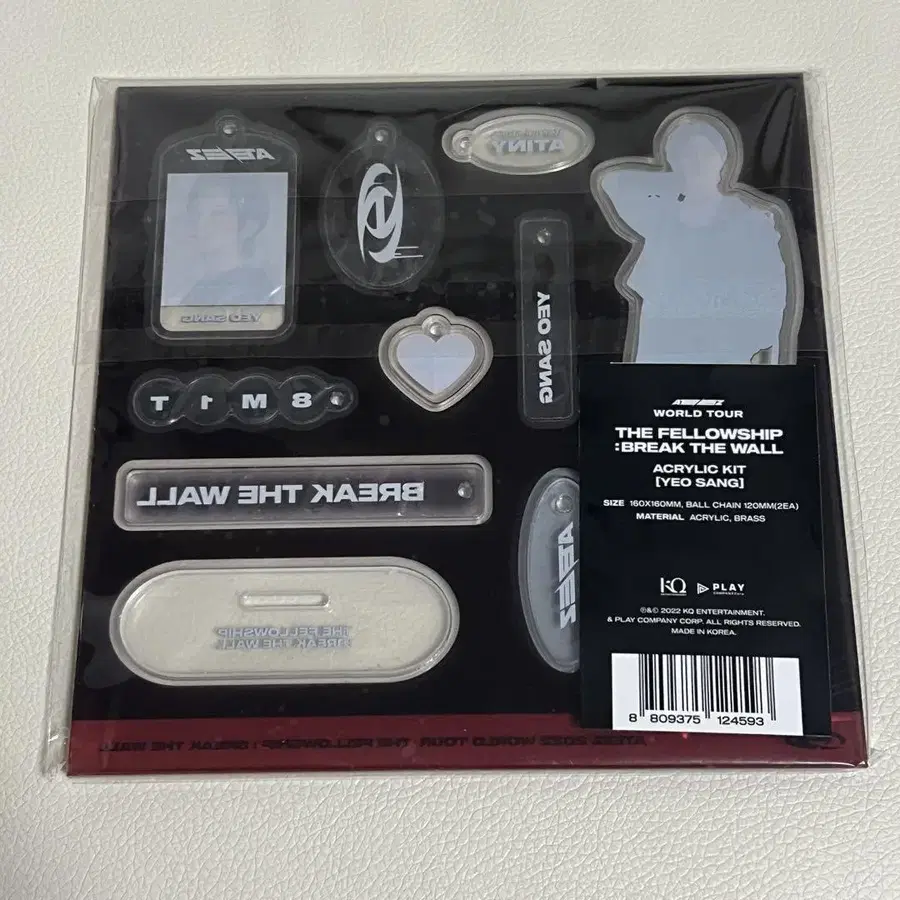 ATEEZ
ATINY
YEO SANG
YEO SANG
8 M 1 T
BREAK THE WALL
ATEEZ
THE FELLOWSHIP
:BREAK THE WALL
ATEEZ
WORLD TOUR
THE FELLOWSHIP
:BREAK THE WALL
ACRYLIC KIT
[YEO SANG]
SIZE 160X160MM, BALL CHAIN 120MM(2EA)
MATERIAL ACRYLIC, BRASS
KQ PLAY
℗&© 2022 KQ ENTERTAINMENT.
& PLAY COMPANY CORP. ALL RIGHTS RESERVED.
MADE IN KOREA.
8 809375 124593
ATEEZ 2022 WORLD TOUR THE FELLOWSHIP : BREAK THE WALL